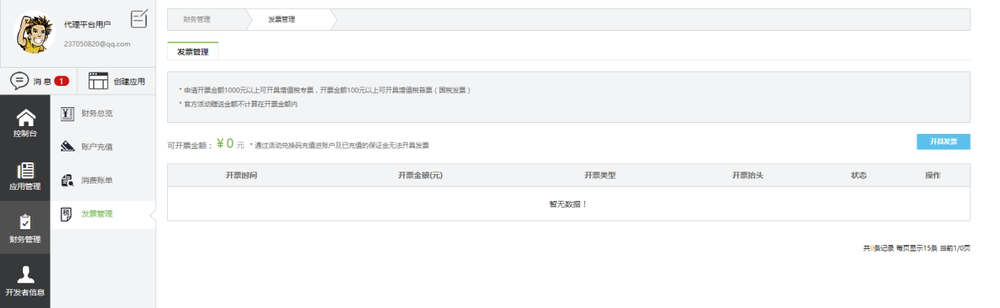 代理平台用户
237050820@qq.com
消息 1
创建应用
控制台
应用管理
财务管理
开发者信息
财务总览
账户充值
消费账单
发票管理
财务管理 发票管理
发票管理
* 申请开票金额1000元以上可开具增值税专票，开票金额100元以上可开具增值税普票（国税发票）
* 官方活动赠送金额不计算在开票金额内
可开票金额：¥0元 * 通过活动兑换码充值进账户及已充值的保证金无法开具发票
开具发票
开票时间 开票金额(元) 开票类型 开票抬头 状态 操作
暂无数据！
共0条记录 每页显示15条 当前1/0页